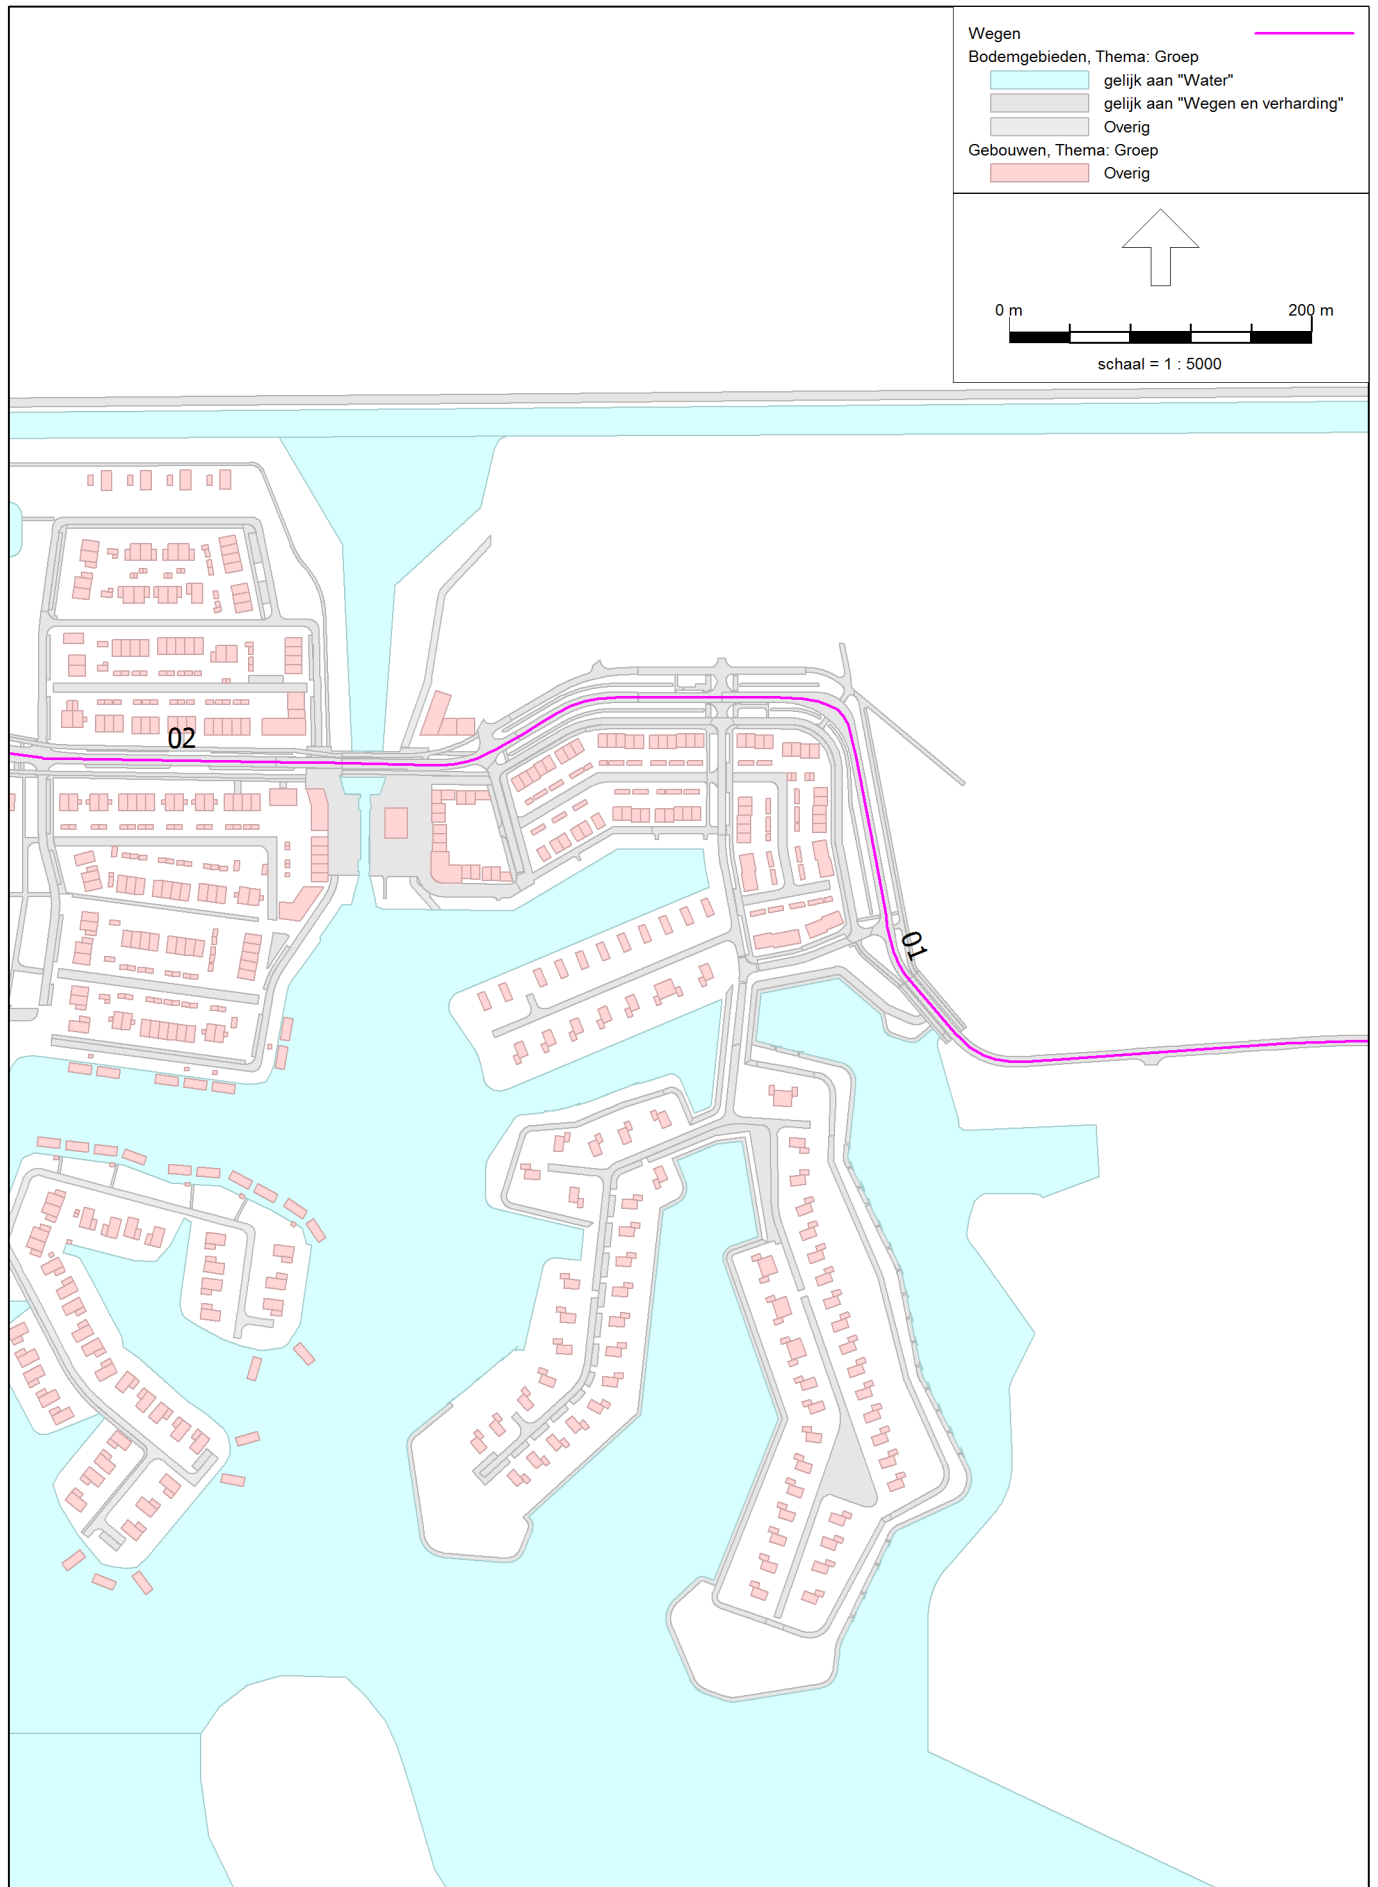 Wegen
Bodemgebieden, Thema: Groep
gelijk aan "Water"
gelijk aan "Wegen en verharding"
Overig
Gebouwen, Thema: Groep
Overig
0 m 200 m
schaal = 1 : 5000
02
01